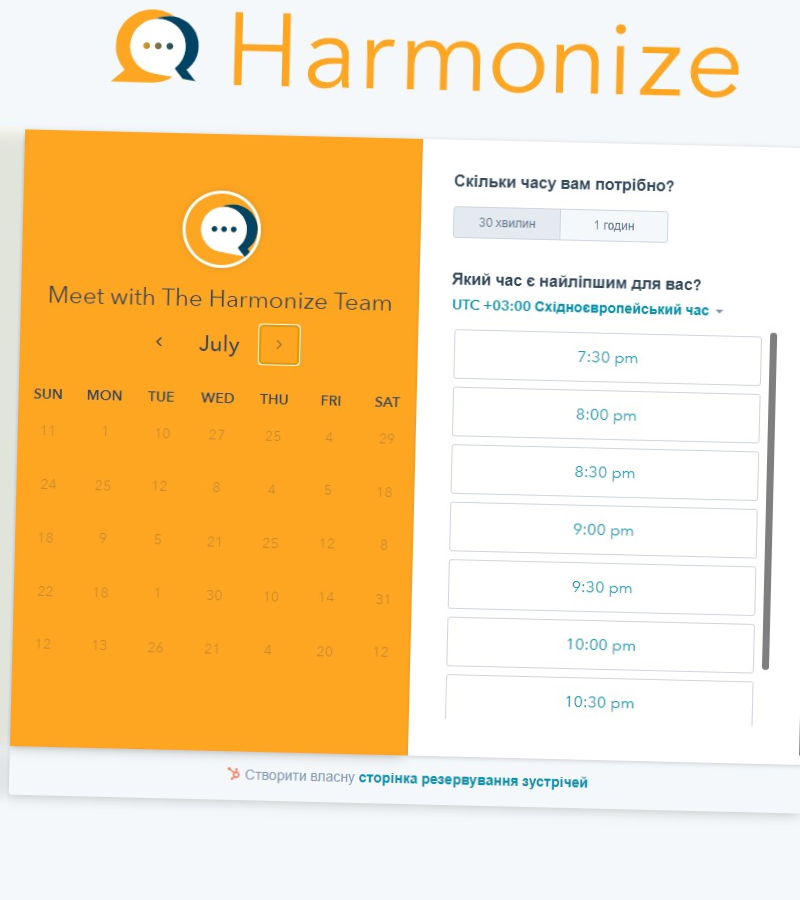 Harmonize
Meet with The Harmonize Team
July
SUN MON TUE WED THU FRI SAT
11 1 10 27 25 4 29
24 25 12 8 4 5 18
18 9 5 21 25 12 8
22 18 1 30 10 14 31
12 13 26 21 4 20 12
Скільки часу вам потрібно?
30 хвилин 1 годин
Який час є найліпшим для вас?
UTC +03:00 Східноєвропейський час
7:30 pm
8:00 pm
8:30 pm
9:00 pm
9:30 pm
10:00 pm
10:30 pm
Створити власну сторінка резервування зустрічей